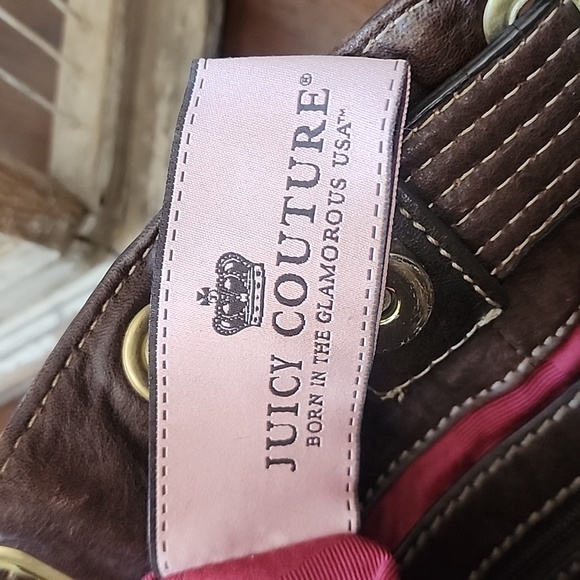 JUICY COUTURE®
BORN IN THE GLAMOROUS USA™